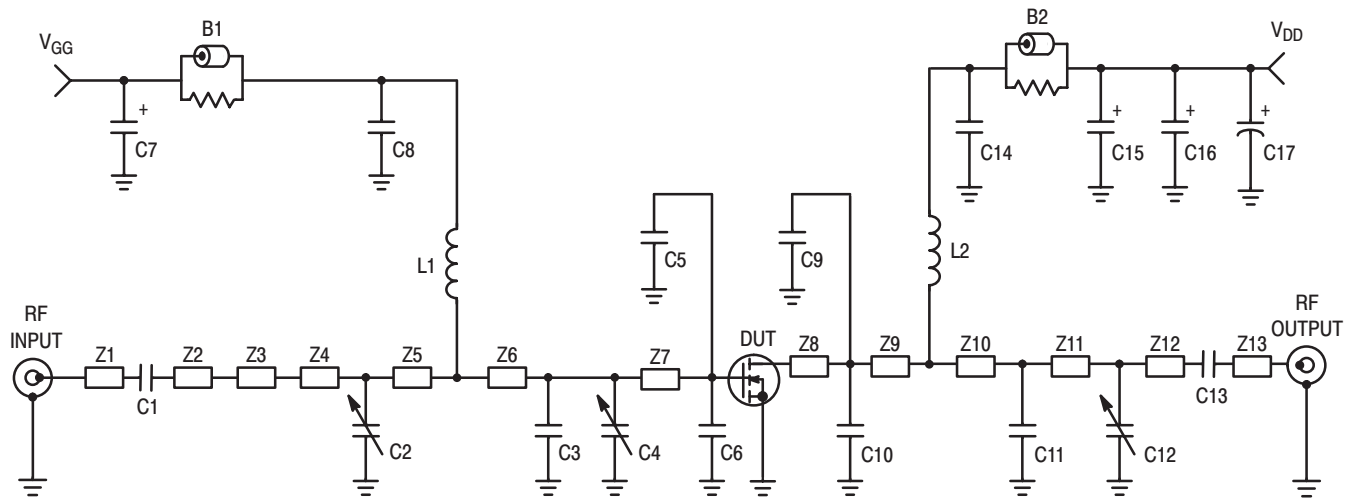 B1
B2
VGG
VDD
+
+
+
+
C7
C8
C14
C15
C16
C17
C5
C9
L1
L2
RF
INPUT
RF
OUTPUT
DUT
Z1
Z2
Z3
Z4
Z5
Z6
Z7
Z8
Z9
Z10
Z11
Z12
Z13
C1
C13
C2
C3
C4
C6
C10
C11
C12